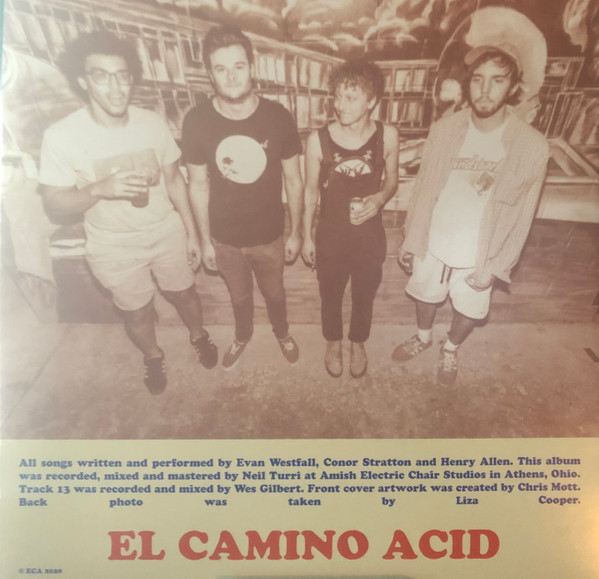 All songs written and performed by Evan Westfall, Conor Stratton and Henry Allen. This album
was recorded, mixed and mastered by Neil Turri at Amish Electric Chair Studios in Athens, Ohio.
Track 13 was recorded and mixed by Wes Gilbert. Front cover artwork was created by Chris Mott.
Back photo was taken by Liza Cooper.
EL CAMINO ACID
© ECA 2020